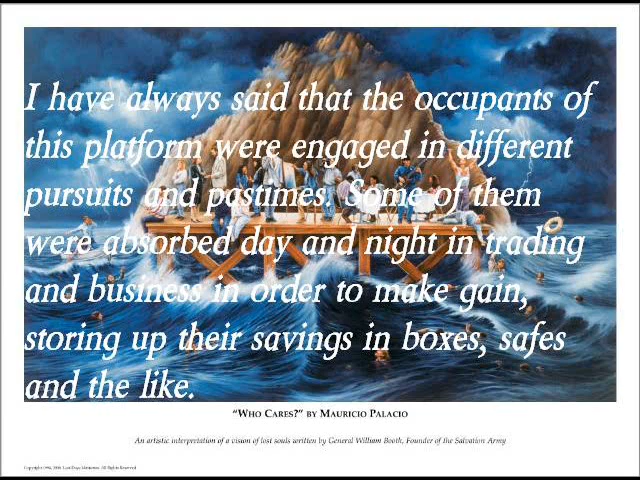 I have always said that the occupants of
this platform were engaged in different
pursuits and pastimes. Some of them
were absorbed day and night in trading
and business in order to make gain,
storing up their savings in boxes, safes
and the like.
"WHO CARES?" BY MAURICIO PALACIO
An artistic interpretation of a vision of lost souls written by General William Booth, Founder of the Salvation Army
All Rights Reserved